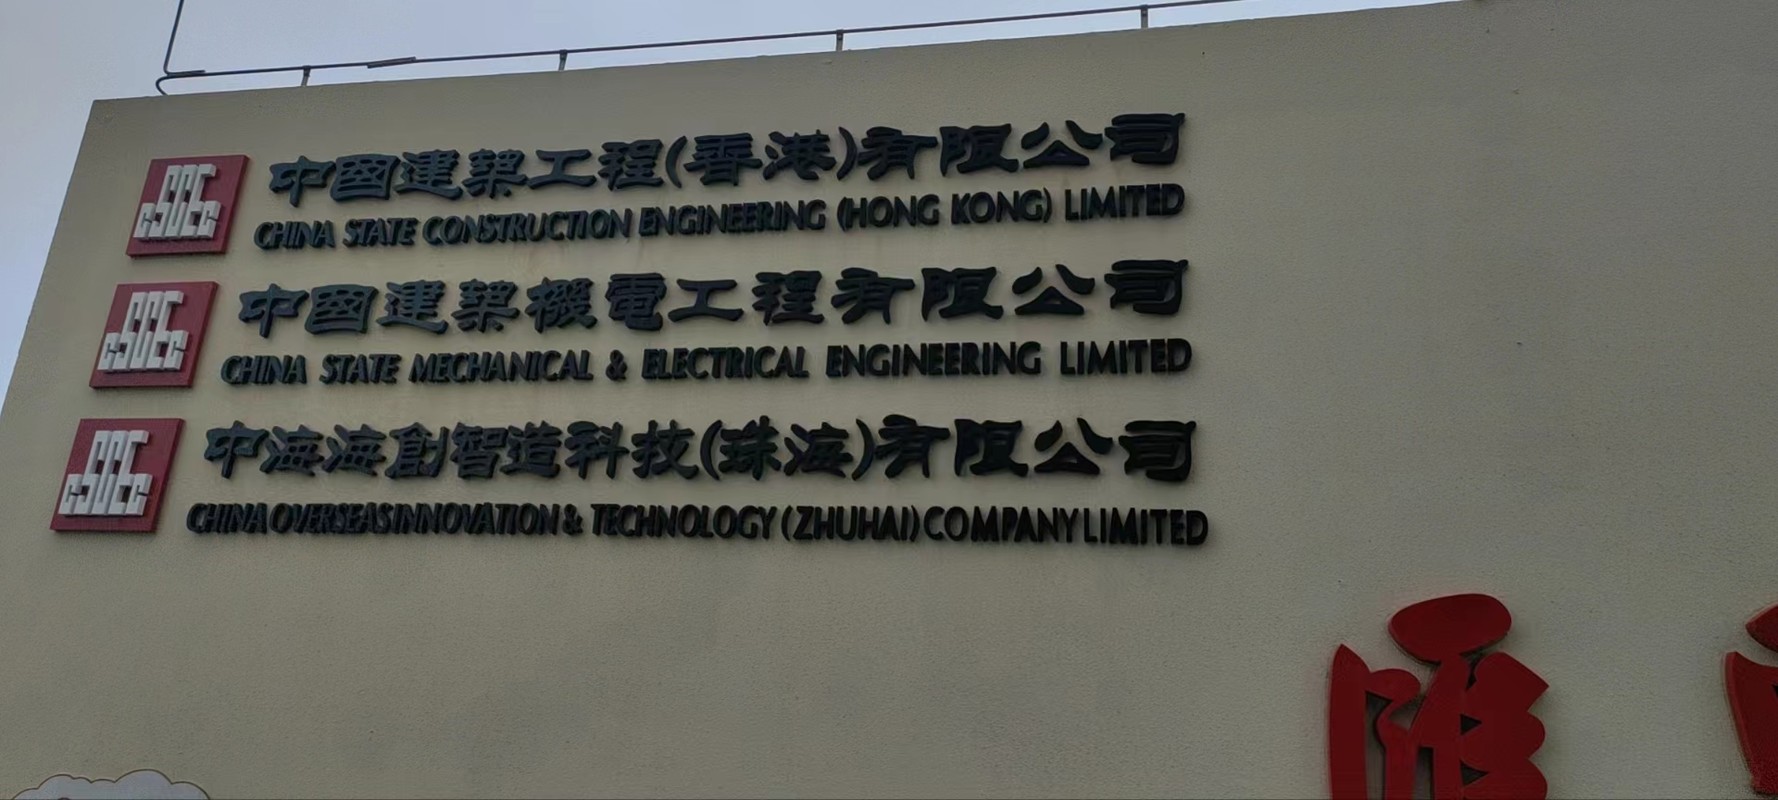 中國建築工程(香港)有限公司
CHINA STATE CONSTRUCTION ENGINEERING (HONG KONG) LIMITED
中國建築機電工程有限公司
CHINA STATE MECHANICAL & ELECTRICAL ENGINEERING LIMITED
中海海創智造科技(珠海)有限公司
CHINA OVERSEAS INNOVATION & TECHNOLOGY (ZHUHAI) COMPANY LIMITED